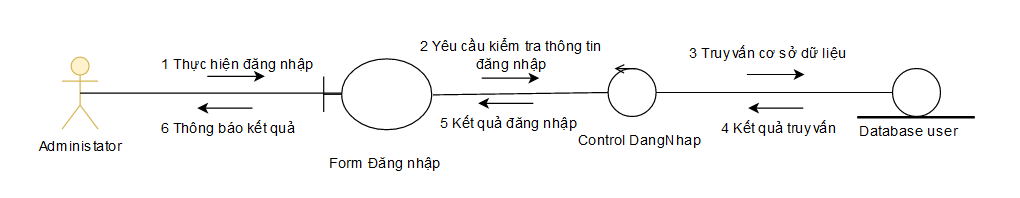 1 Thực hiện đăng nhập
6 Thông báo kết quả
Administator
Form Đăng nhập
2 Yêu cầu kiểm tra thông tin
đăng nhập
5 Kết quả đăng nhập
Control DangNhap
3 Truy vấn cơ sở dữ liệu
4 Kết quả truy vấn
Database user